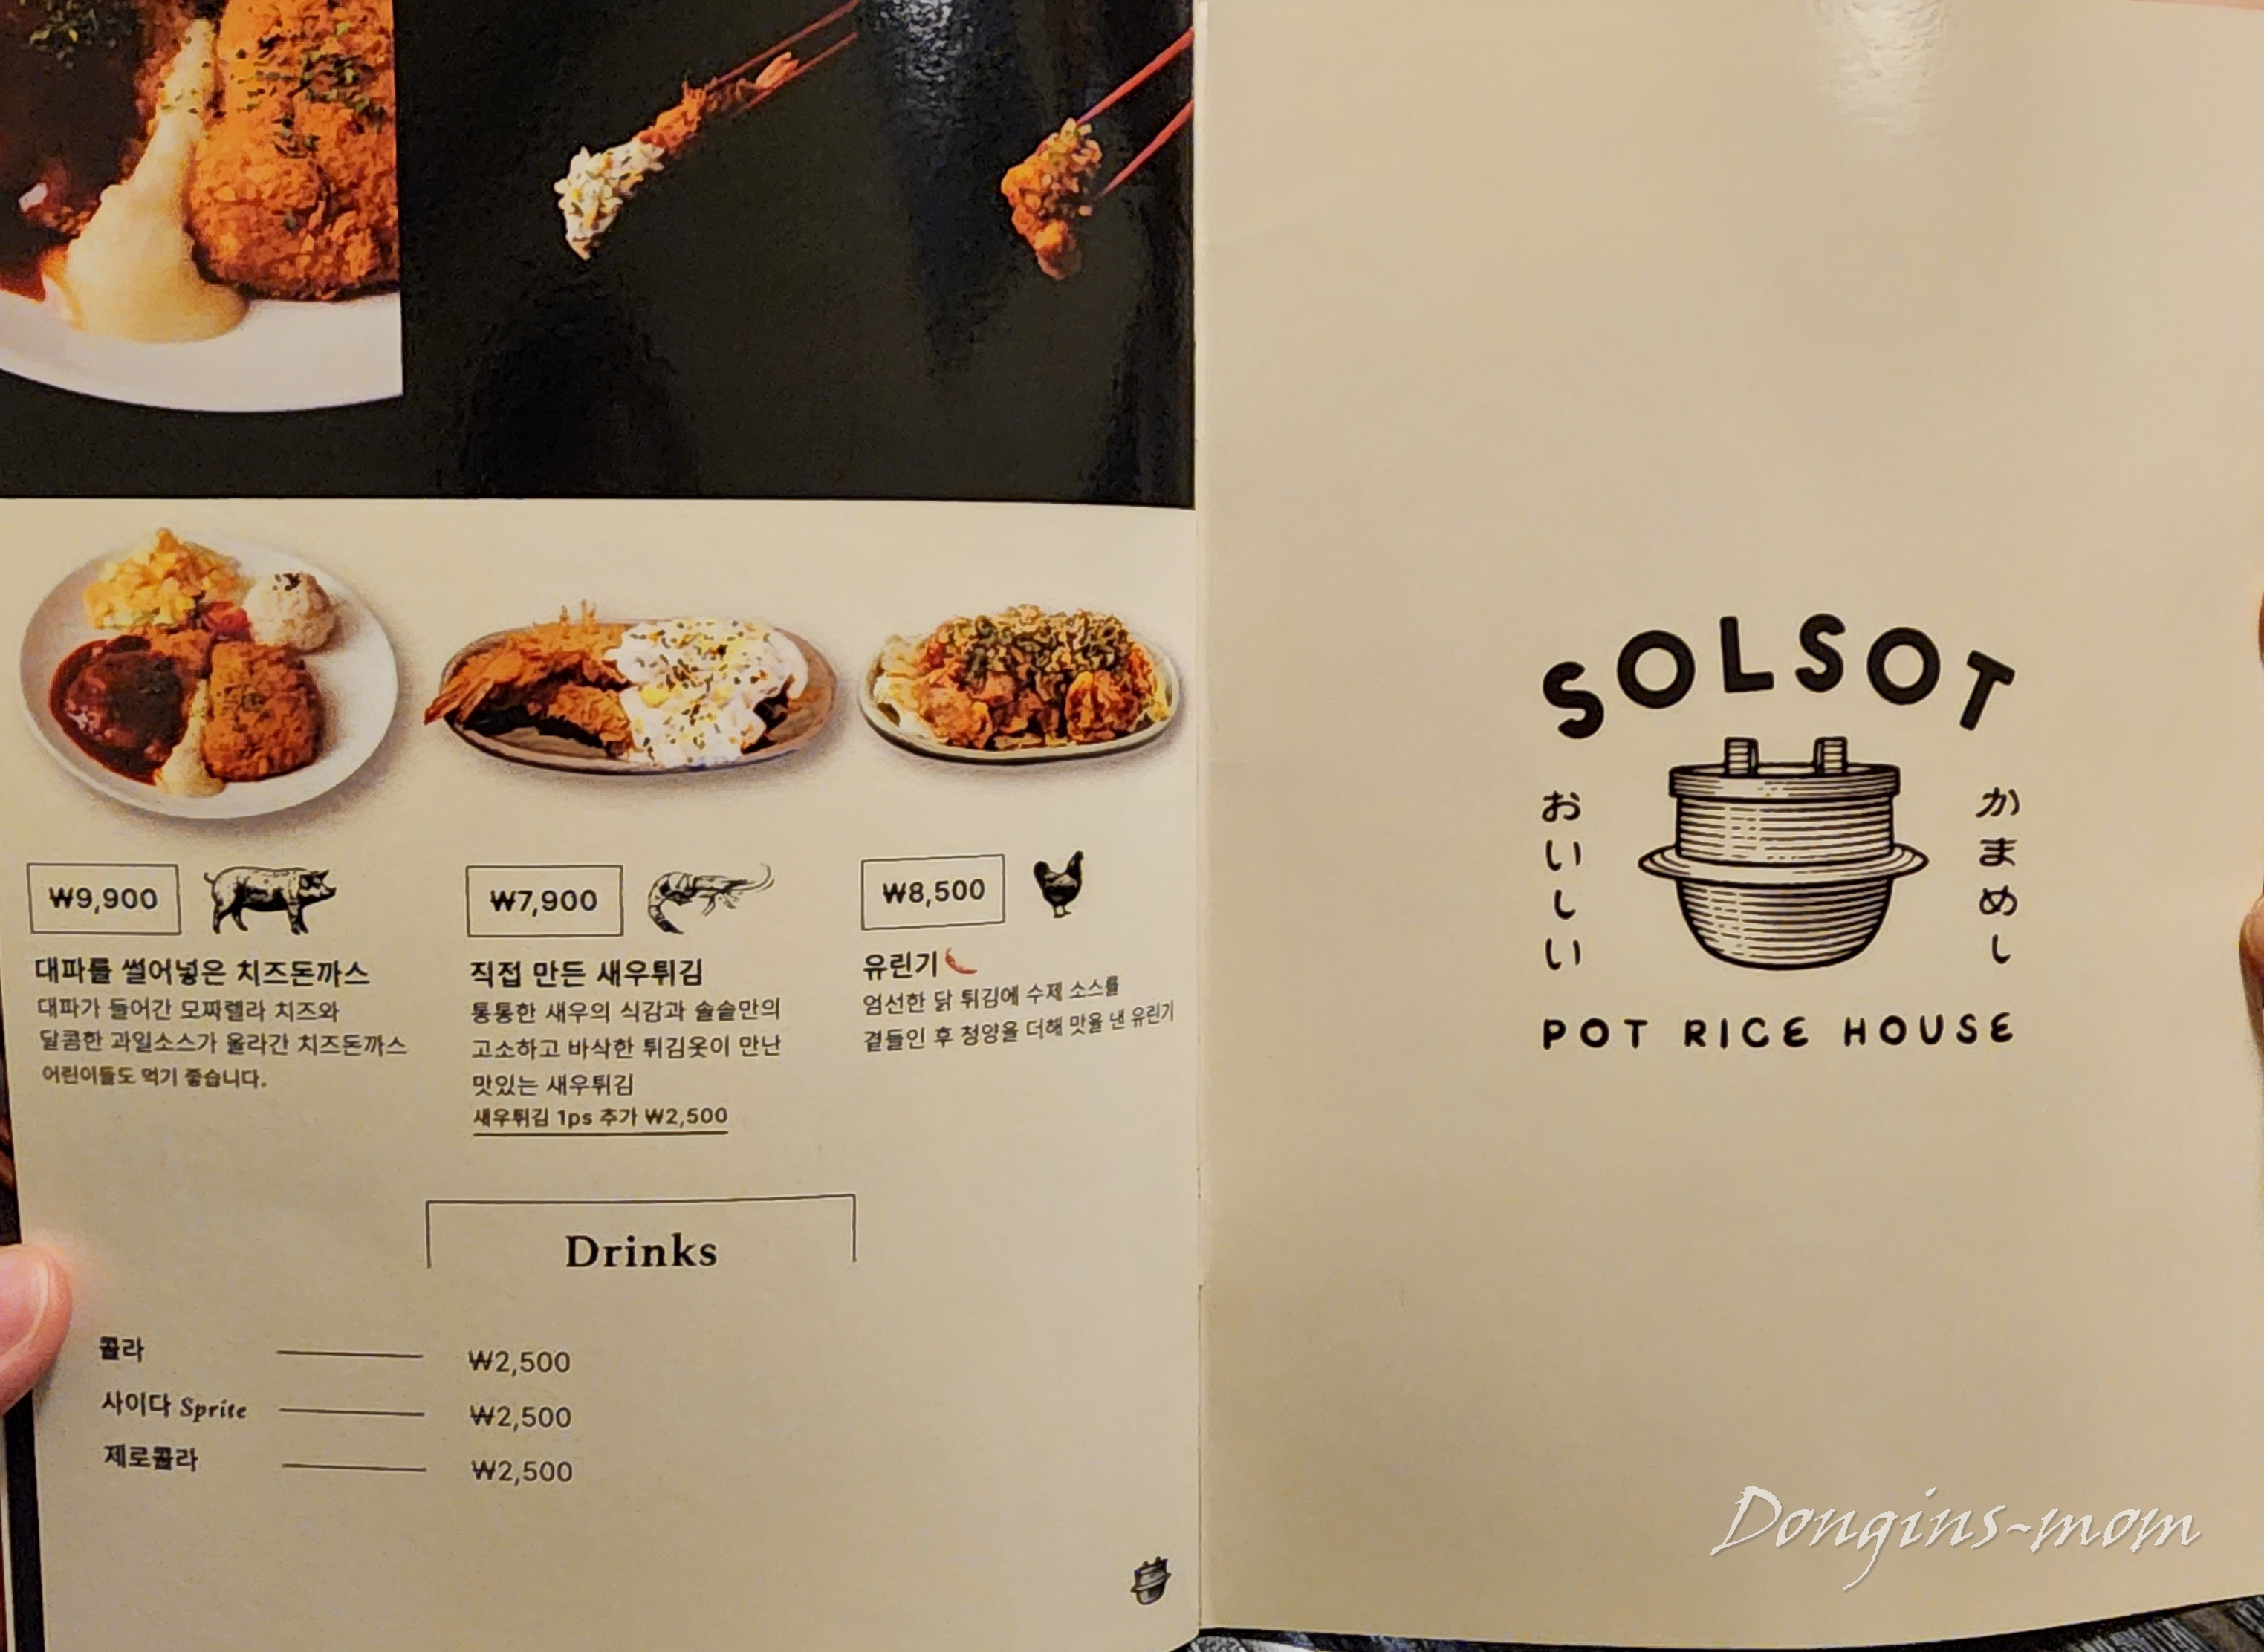 ₩9,900
대파를 썰어넣은 치즈돈까스
대파가 들어간 모짜렐라 치즈와
달콤한 과일소스가 올라간 치즈돈까스
어린이들도 먹기 좋습니다.
₩7,900
직접 만든 새우튀김
통통한 새우의 식감과 솔솥만의
고소하고 바삭한 튀김옷이 만난
맛있는 새우튀김
새우튀김 1ps 추가 ₩2,500
₩8,500
유린기
엄선한 닭 튀김에 수제 소스를
곁들인 후 청양을 더해 맛을 낸 유린기
Drinks
콜라 ₩2,500
사이다 Sprite ₩2,500
제로콜라 ₩2,500
SOLSOT
おいしい
かまめし
POT RICE HOUSE
Dongins-mom